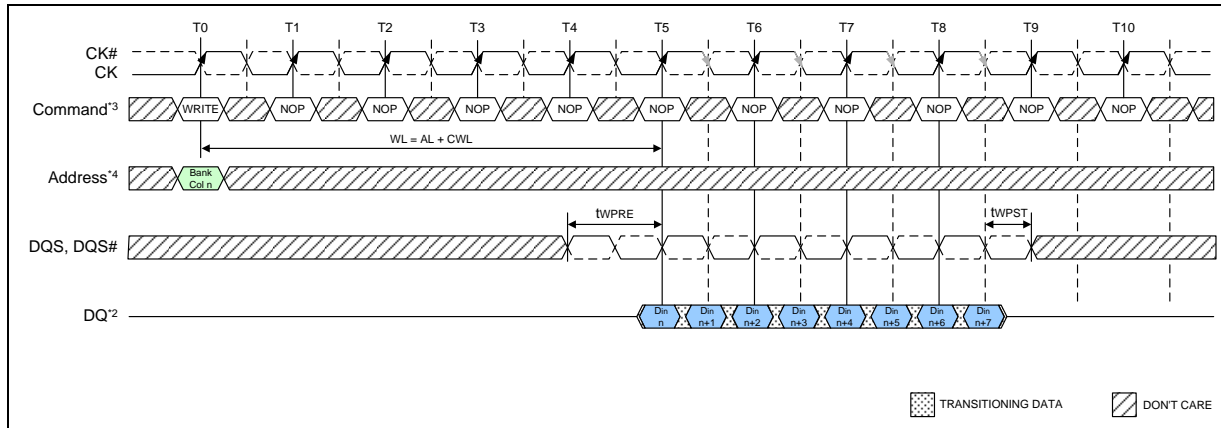 T0 T1 T2 T3 T4 T5 T6 T7 T8 T9 T10
CK#
CK
Command*3 WRITE NOP NOP NOP NOP NOP NOP NOP NOP NOP NOP
WL = AL + CWL
Address*4 Bank
Col n
tWPRE tWPST
DQS, DQS#
DQ*2 Din Din Din Din Din Din Din Din
n n+1 n+2 n+3 n+4 n+5 n+6 n+7
TRANSITIONING DATA DON'T CARE